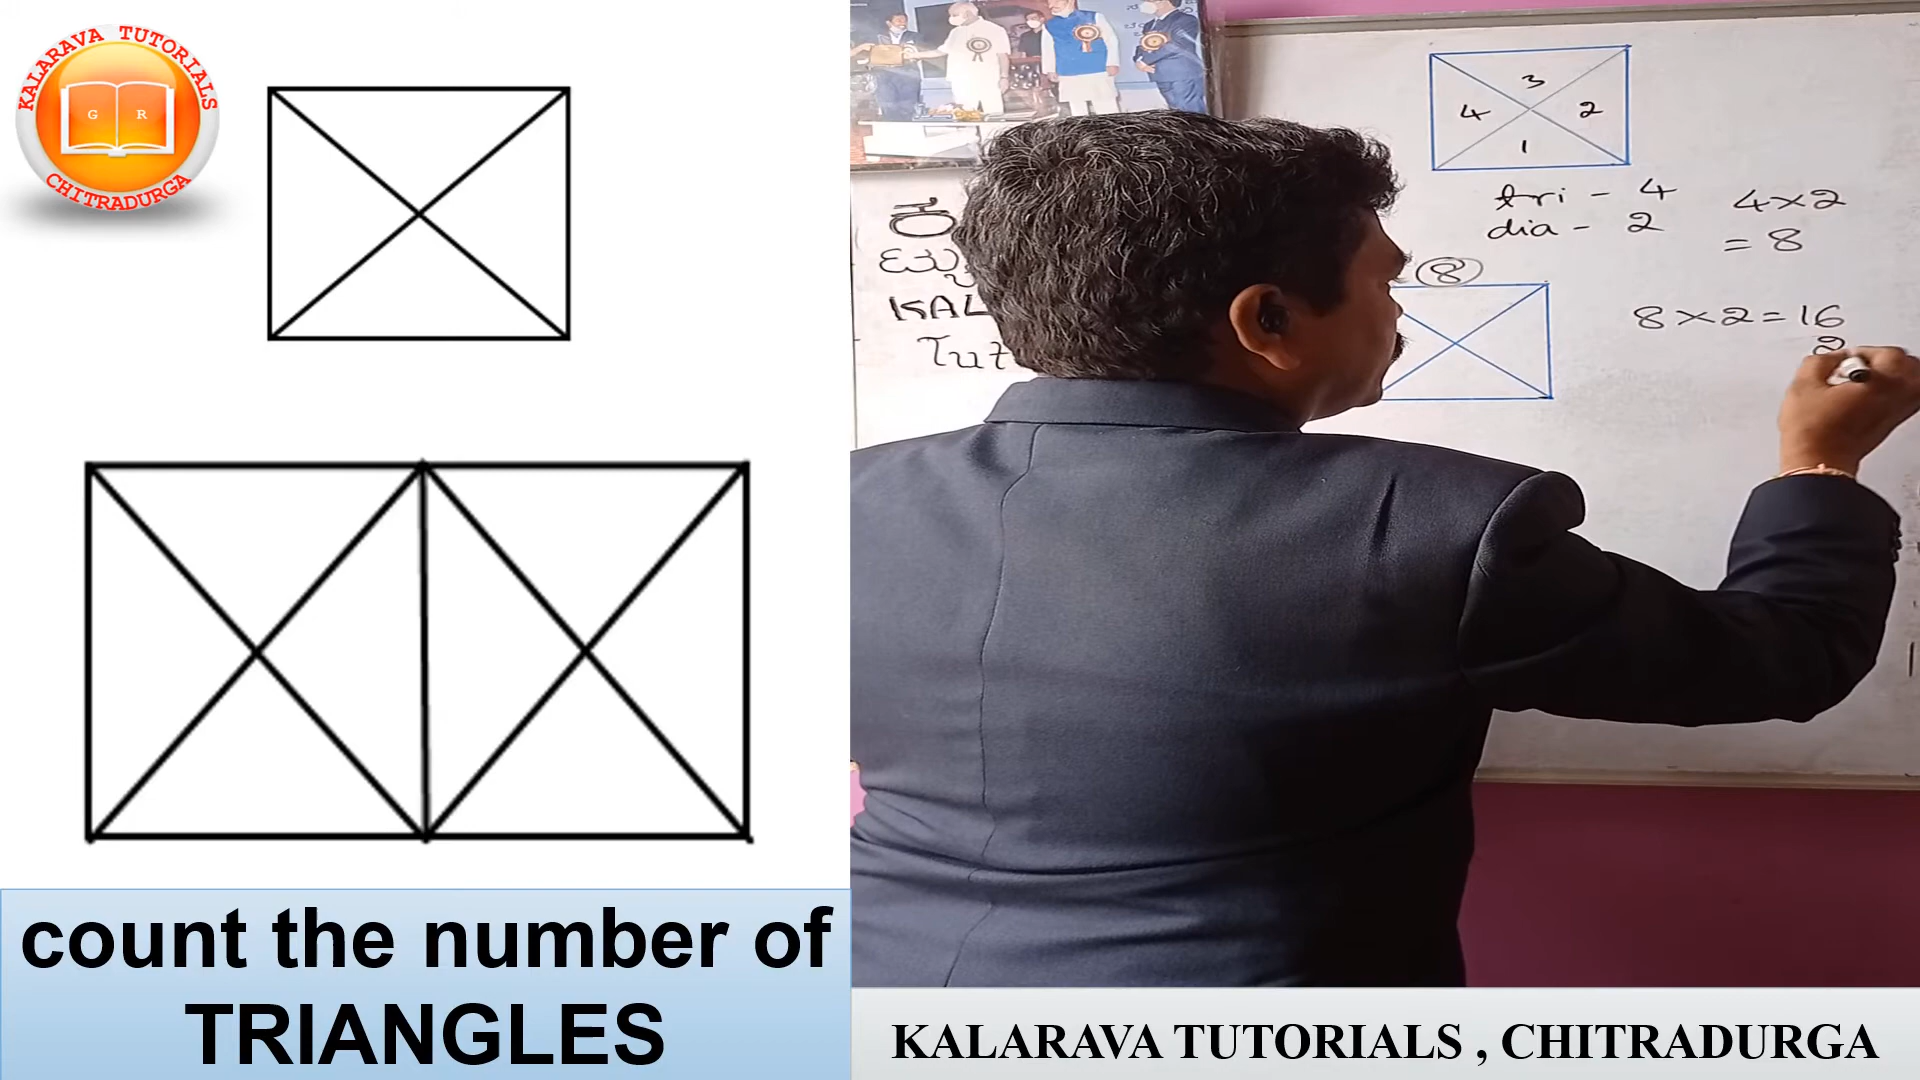 KALARAVA TUTORIALS
G R
CHITRADURGA
count the number of
TRIANGLES
3
4 2
1
tri - 4
dia - 2
4×2
= 8
8
8×2=16
2
KAL
Tut
KALARAVA TUTORIALS , CHITRADURGA